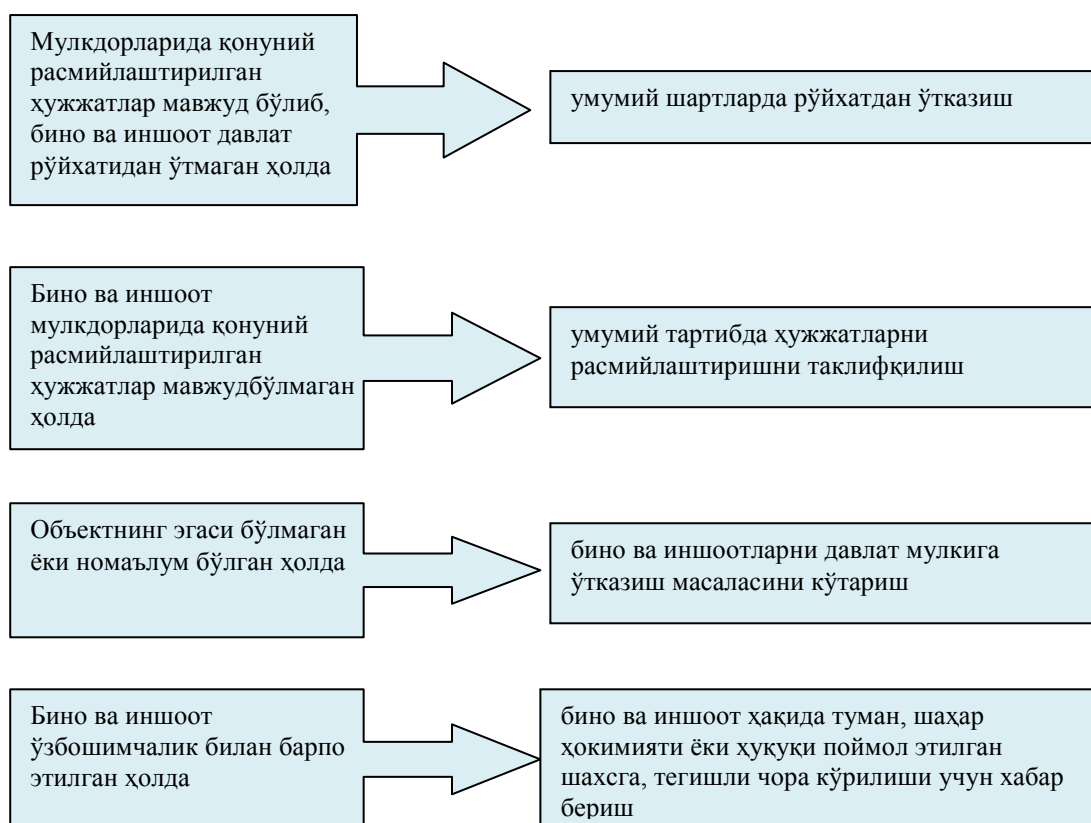 Мулкдорларида қонуний
расмийлаштирилган
ҳужжатлар мавжуд бўлиб,
бино ва иншоот давлат
рўйхатидан ўтмаган ҳолда
умумий шартларда рўйхатдан ўтказиш
Бино ва иншоот
мулкдорларида қонуний
расмийлаштирилган
ҳужжатлар мавжудбўлмаган
ҳолда
умумий тартибда ҳужжатларни
расмийлаштиришни таклифқилиш
Объектнинг эгаси бўлмаган
ёки номаълум бўлган ҳолда
бино ва иншоотларни давлат мулкига
ўтказиш масаласини кўтариш
Бино ва иншоот
ўзбошимчалик билан барпо
этилган ҳолда
бино ва иншоот ҳақида туман, шаҳар
ҳокимияти ёки ҳуқуқи поймол этилган
шахсга, тегишли чора кўрилиши учун хабар
бериш